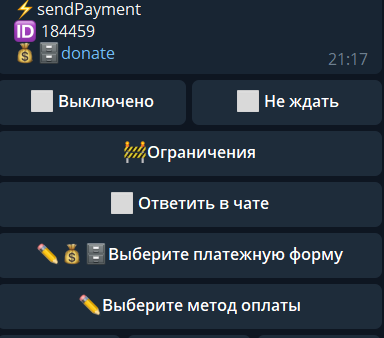 ⚡sendPayment
🆔 184459
💰🗄donate
21:17
⬜ Выключено
⬜ Не ждать
🚧Ограничения
⬜ Ответить в чате
✏️💰🗄Выберите платежную форму
✏️Выберите метод оплаты